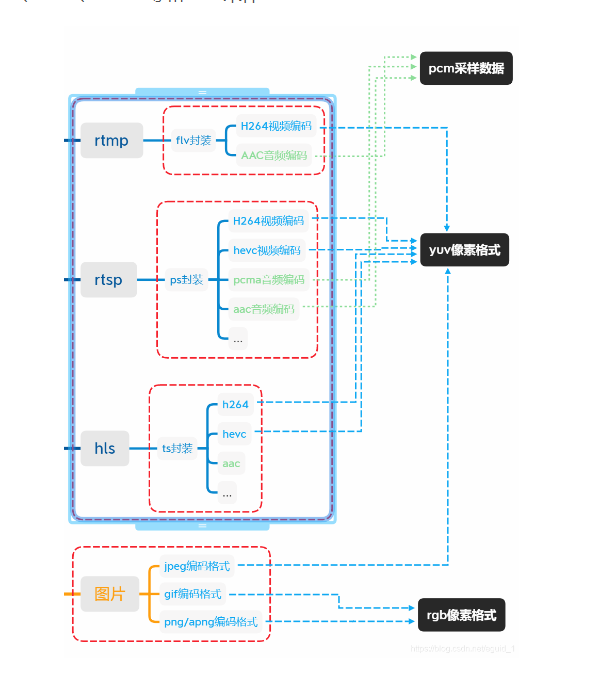 pcm采样数据
rtmp
flv封装
H264视频编码
AAC音频编码
rtsp
ps封装
H264视频编码
hevc视频编码
pcma音频编码
aac音频编码
...
yuv像素格式
hls
ts封装
h264
hevc
aac
...
图片
jpeg编码格式
gif编码格式
png/apng编码格式
rgb像素格式